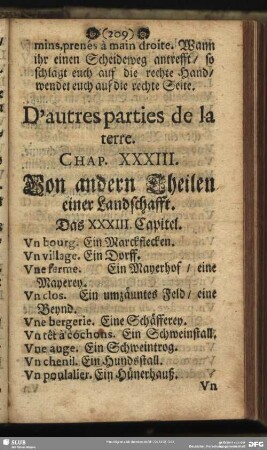 (209)
mins, prenés à main droite. Wann
ihr einen Scheideweg antrefft / so
schlagt euch auf die rechte Hand /
wendet euch auf die rechte Seite.
D'autres parties de la
terre.
CHAP. XXXIII.
Von andern Theilen
einer Landschafft.
Das XXXIII. Capitel.
Vn bourg. Ein Marckflecken.
Vn village. Ein Dorff.
Vne ferme. Ein Mayerhof / eine
Mayerey.
Vn clos. Ein umzäuntes Feld / eine
Beynd.
Vne bergerie. Eine Schäfferey.
Vn têt à cochons. Ein Schweinstall.
Vne auge. Ein Schweintrog.
Vn chenil. Ein Hundsstall.
Vn poulalier. Ein Hünerhauß.
Vn
SLUB
DFG